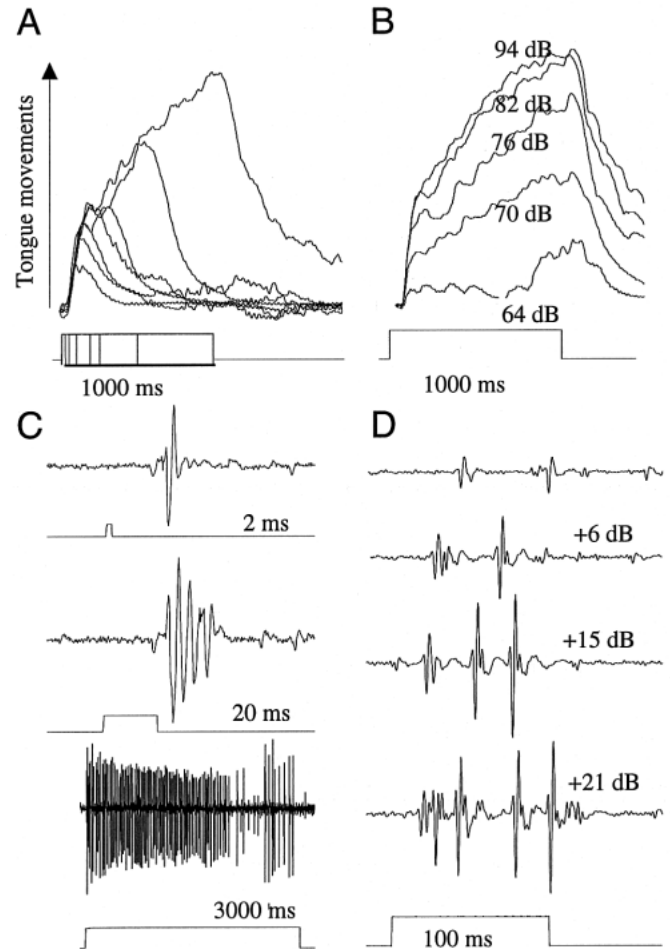 A
Tongue movements
1000 ms
B
94 dB
82 dB
76 dB
70 dB
64 dB
1000 ms
C
2 ms
20 ms
3000 ms
D
+6 dB
+15 dB
+21 dB
100 ms